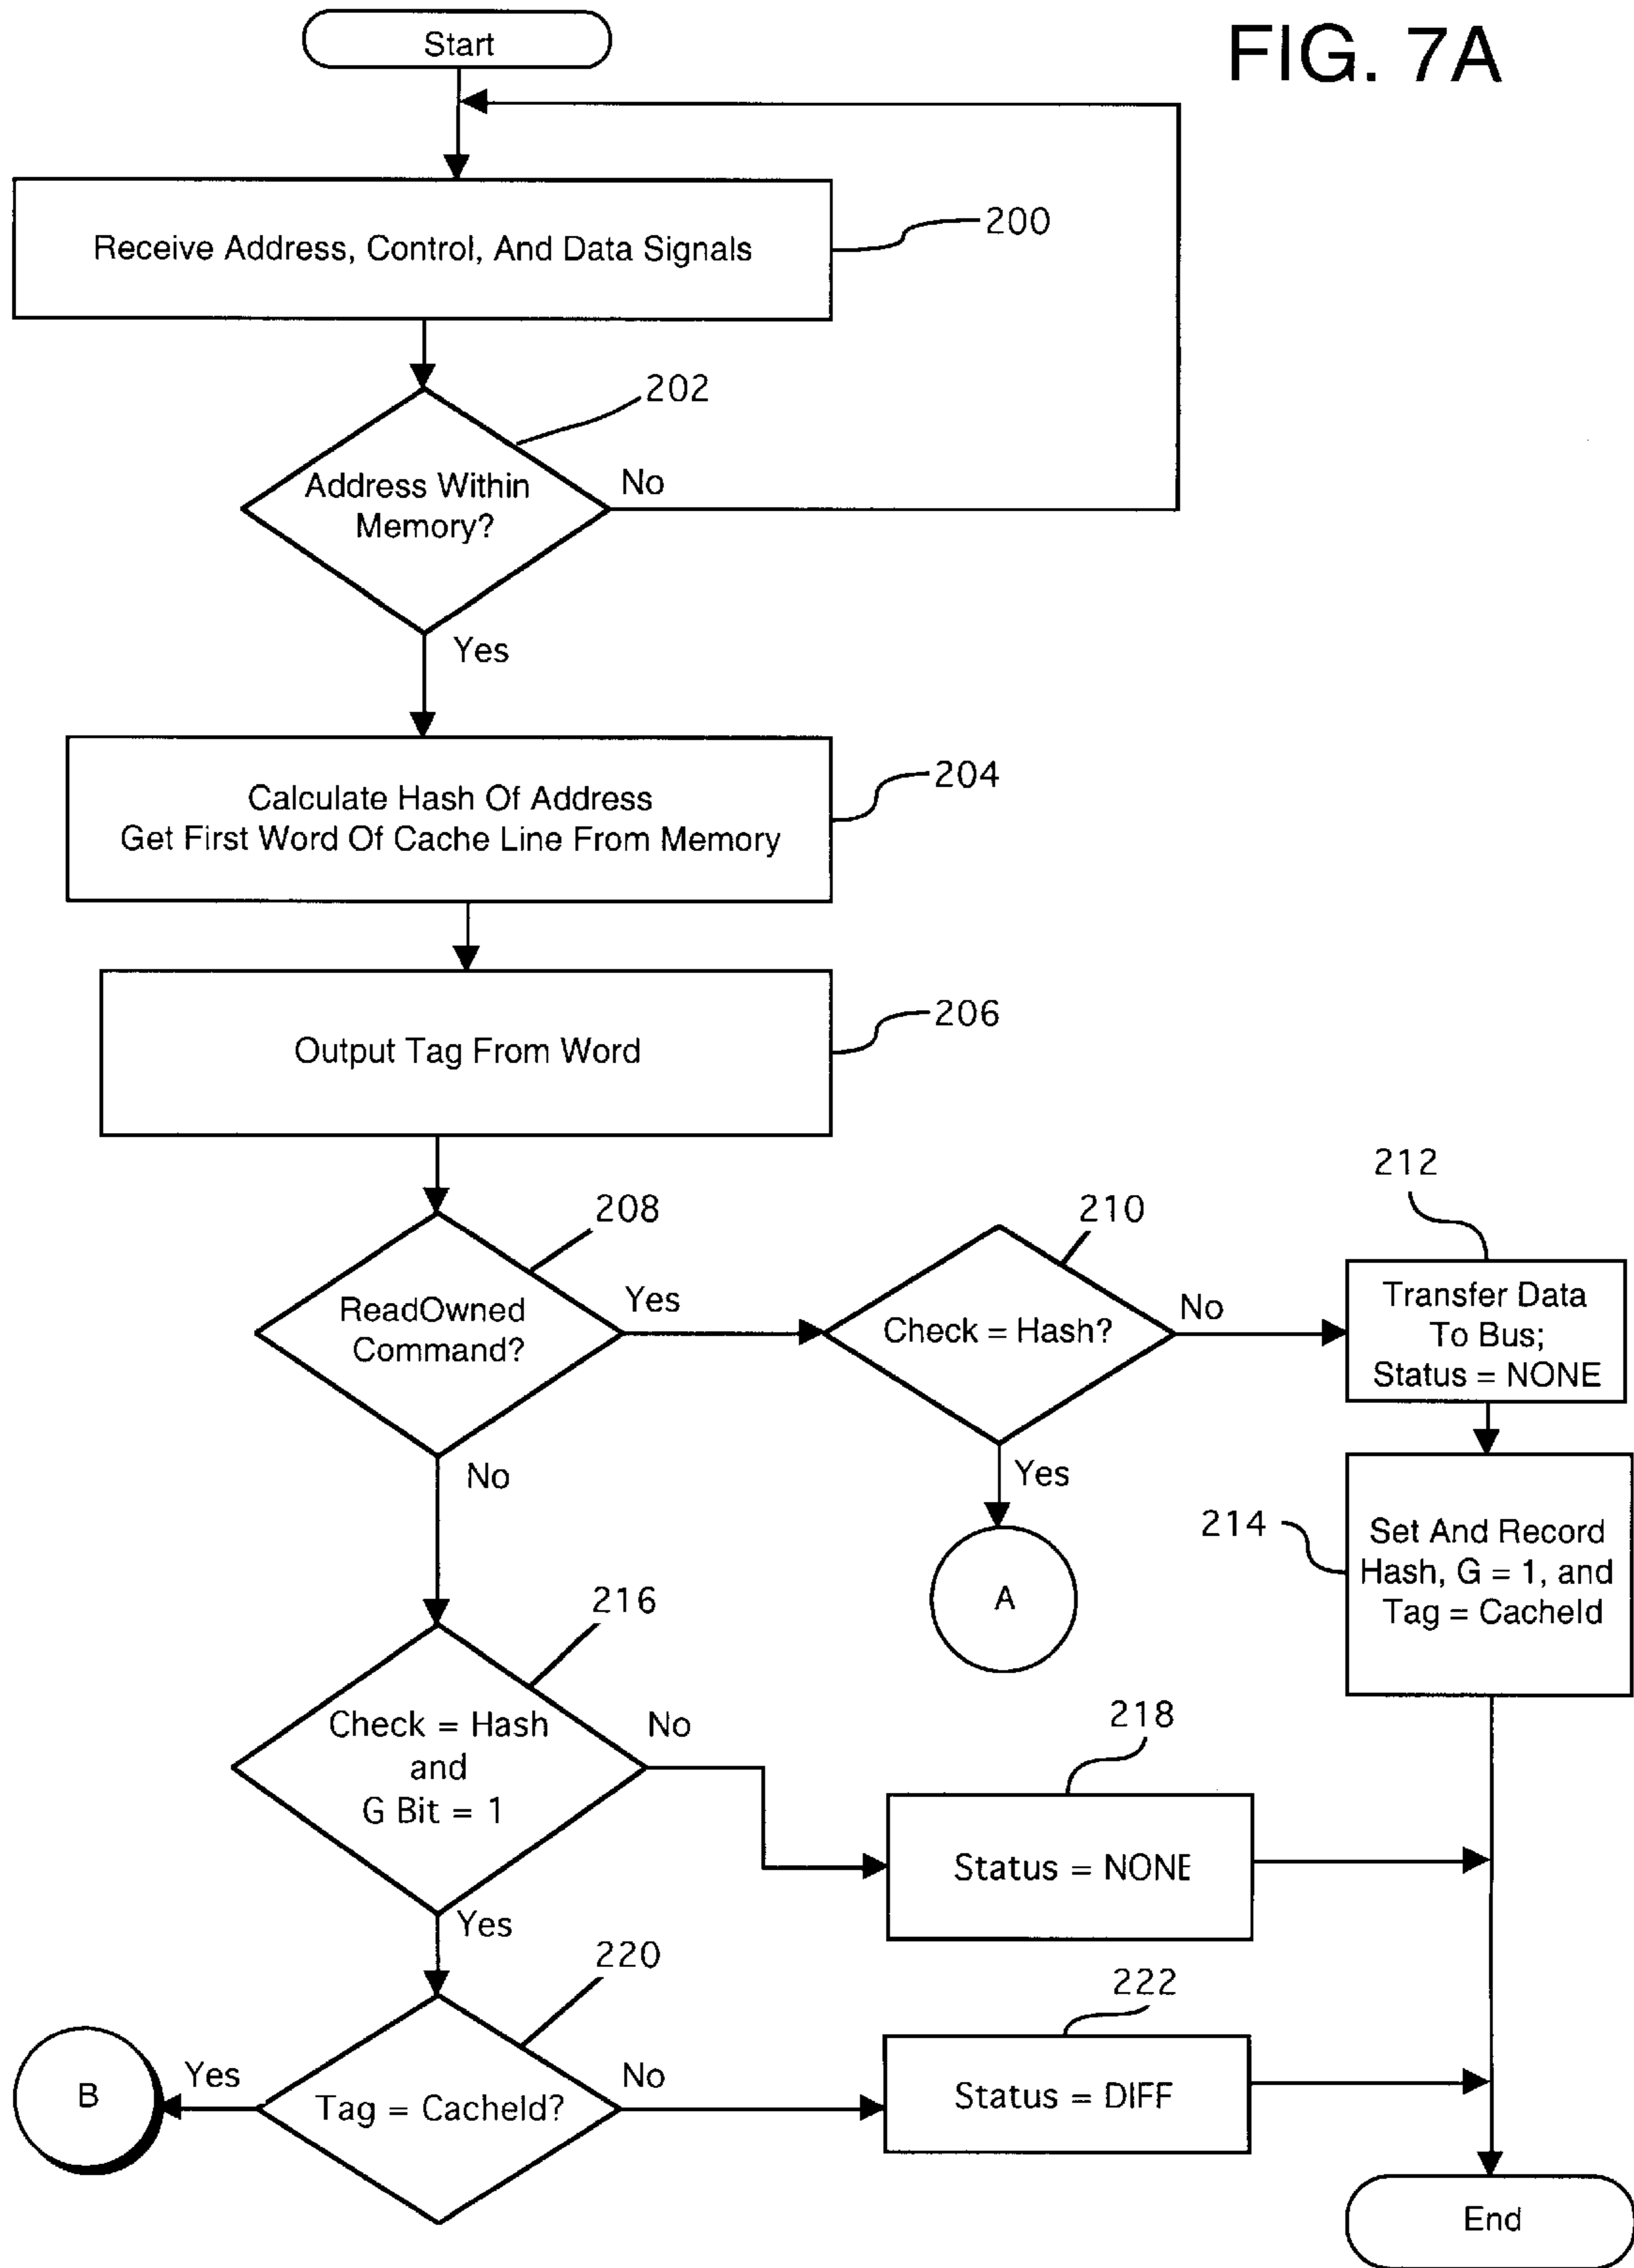 FIG. 7A
Start
Receive Address, Control, And Data Signals
200
202
Address Within
Memory?
No
Yes
204
Calculate Hash Of Address
Get First Word Of Cache Line From Memory
206
Output Tag From Word
208
ReadOwned
Command?
Yes
No
210
Check = Hash?
No
Yes
A
212
Transfer Data
To Bus;
Status = NONE
214
Set And Record
Hash, G = 1, and
Tag = CacheId
216
Check = Hash
and
G Bit = 1
No
Yes
218
Status = NONE
220
Tag = CacheId?
Yes
No
B
222
Status = DIFF
End